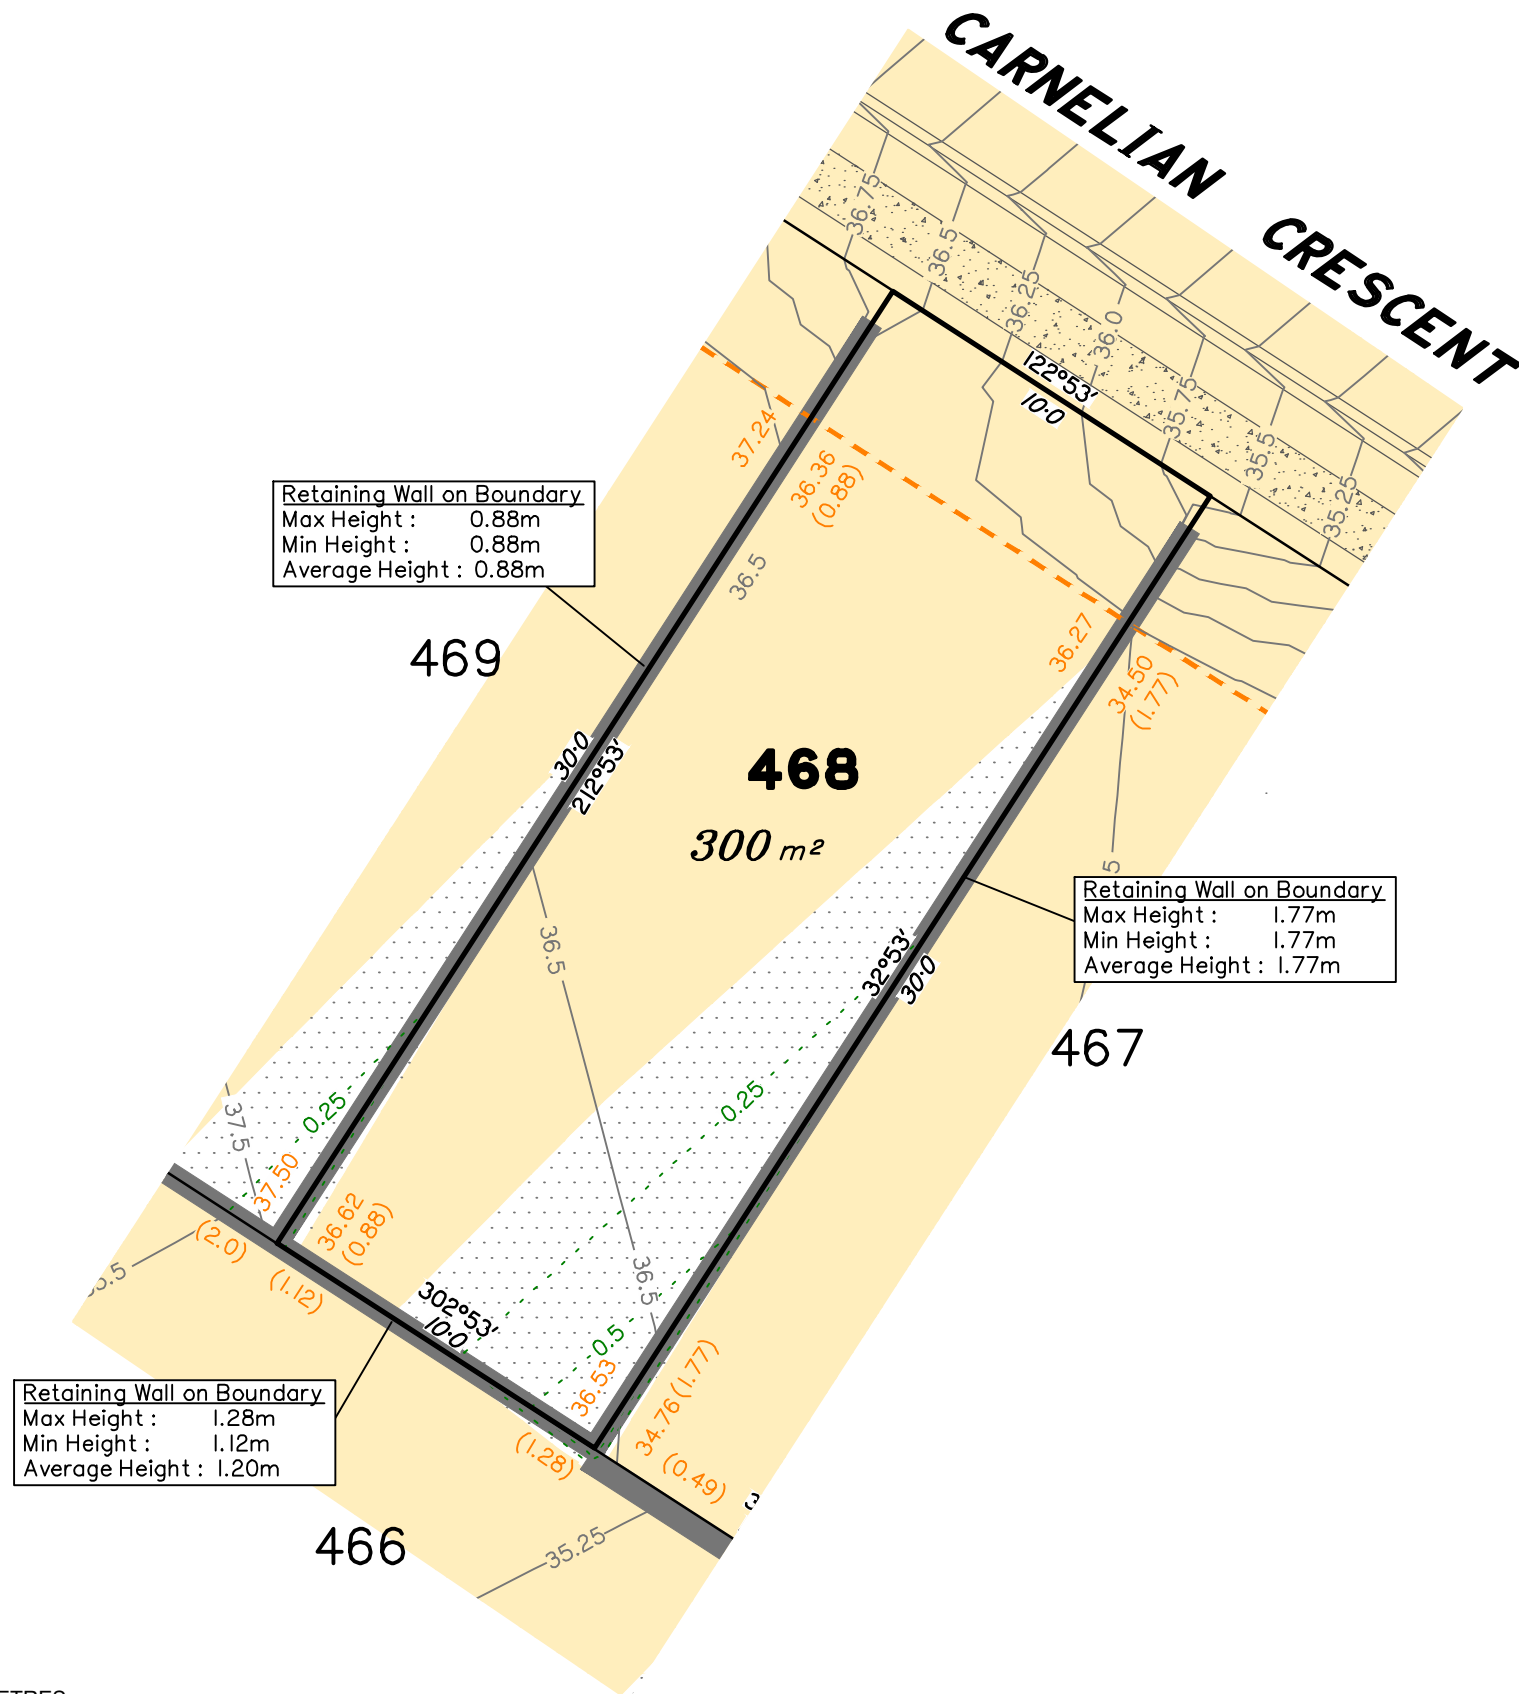 CARNELIAN CRESCENT
36.75
36.5
36.25
36.0
35.75
35.5
35.25
122°53'
10·0
37.24
36.36
(0.88)
36.5
Retaining Wall on Boundary
Max Height : 0.88m
Min Height : 0.88m
Average Height : 0.88m
469
36.27
34.50
(1.77)
30·0
212°53'
468
300 m²
5
Retaining Wall on Boundary
Max Height : 1.77m
Min Height : 1.77m
Average Height : 1.77m
32°53'
30·0
36.5
467
0.25
0.25
37.5
37.50
36.62
(0.88)
(2.0)
(1.12)
36.5
302°53'
10·0
0.5
36.53
34.76 (1.77)
(1.28)
(0.49)
Retaining Wall on Boundary
Max Height : 1.28m
Min Height : 1.12m
Average Height : 1.20m
466
35.25
ETRES